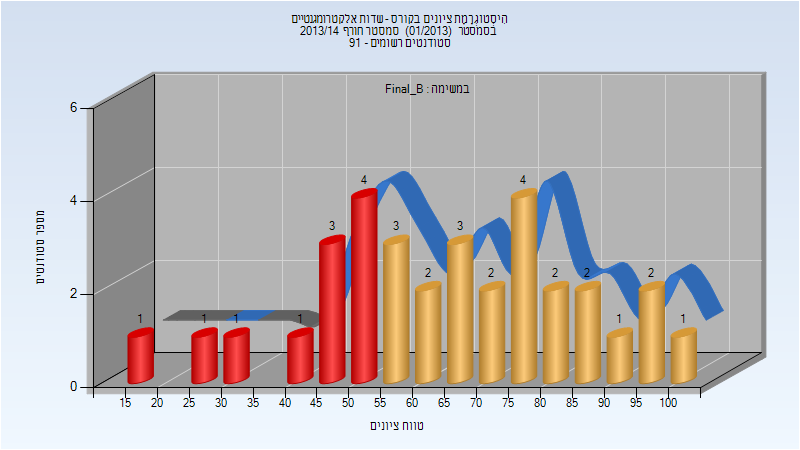 היסטוגרמת ציונים בקורס - שדות אלקטרומגנטיים
בסמסטר (01/2013) סמסטר חורף 2013/14
סטודנטים רשומים - 91
במשימה : Final_B
מספר סטודנטים
6
4
2
0
1 1 1 1 3 4 3 2 3 2 4 2 2 1 2 1
15 20 25 30 35 40 45 50 55 60 65 70 75 80 85 90 95 100
טווח ציונים